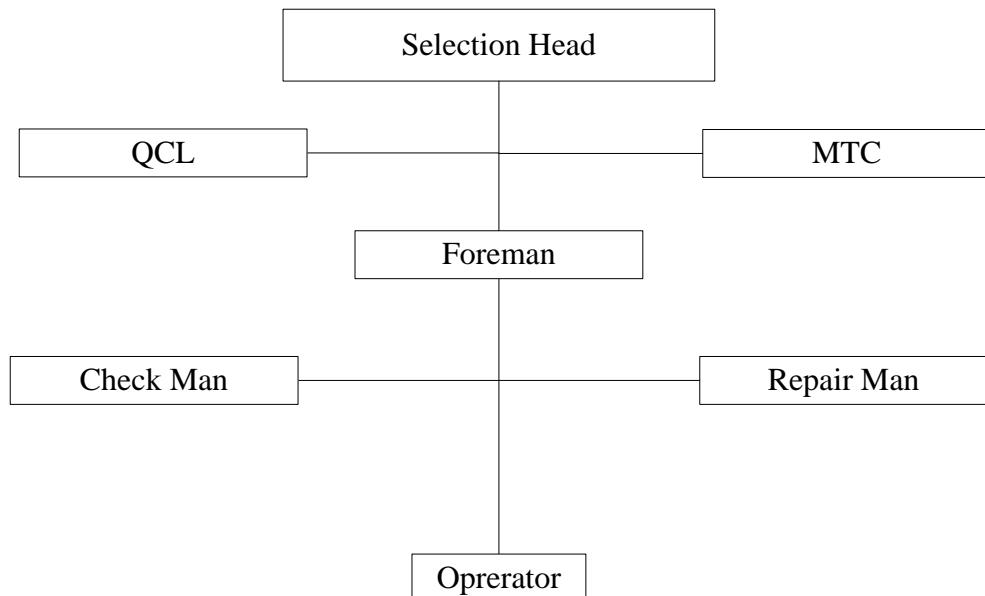 Selection Head
QCL
MTC
Foreman
Check Man
Repair Man
Oprerator